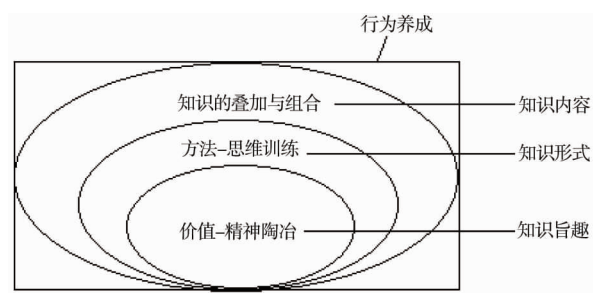 行为养成
知识的叠加与组合
知识内容
方法-思维训练
知识形式
价值-精神陶冶
知识旨趣